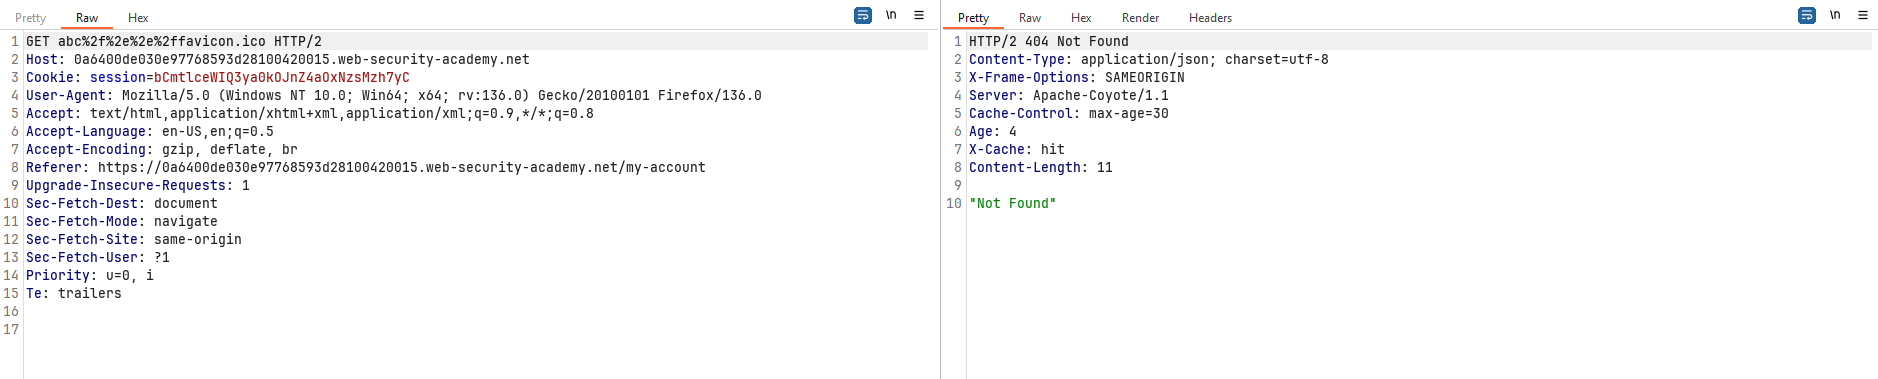 Pretty Raw Hex \n
1 GET abc%2f%2e%2e%2ffavicon.ico HTTP/2
2 Host: 0a6400de030e97768593d28100420015.web-security-academy.net
3 Cookie: session=bCmtlceWIQ3ya0kOJnZ4aOxNzsMzh7yC
4 User-Agent: Mozilla/5.0 (Windows NT 10.0; Win64; x64; rv:136.0) Gecko/20100101 Firefox/136.0
5 Accept: text/html,application/xhtml+xml,application/xml;q=0.9,*/*;q=0.8
6 Accept-Language: en-US,en;q=0.5
7 Accept-Encoding: gzip, deflate, br
8 Referer: https://0a6400de030e97768593d28100420015.web-security-academy.net/my-account
9 Upgrade-Insecure-Requests: 1
10 Sec-Fetch-Dest: document
11 Sec-Fetch-Mode: navigate
12 Sec-Fetch-Site: same-origin
13 Sec-Fetch-User: ?1
14 Priority: u=0, i
15 Te: trailers
16
17
Pretty Raw Hex Render Headers \n
1 HTTP/2 404 Not Found
2 Content-Type: application/json; charset=utf-8
3 X-Frame-Options: SAMEORIGIN
4 Server: Apache-Coyote/1.1
5 Cache-Control: max-age=30
6 Age: 4
7 X-Cache: hit
8 Content-Length: 11
9
10 "Not Found"